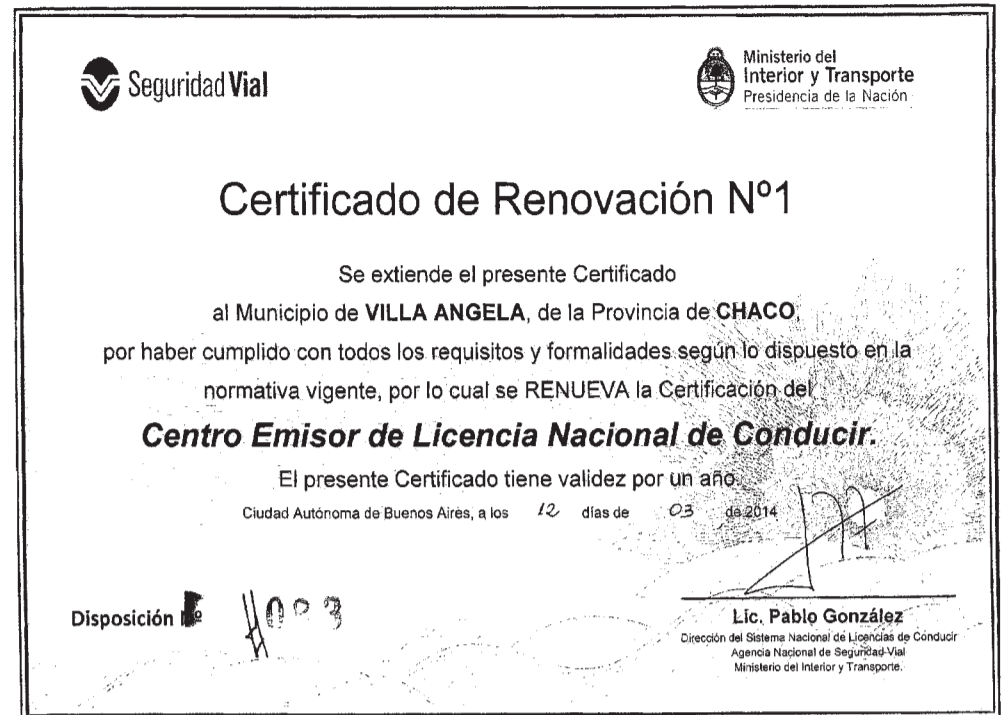 Seguridad Vial
Ministerio del
Interior y Transporte
Presidencia de la Nación
Certificado de Renovación Nº1
Se extiende el presente Certificado
al Municipio de VILLA ANGELA, de la Provincia de CHACO,
por haber cumplido con todos los requisitos y formalidades según lo dispuesto en la
normativa vigente, por lo cual se RENUEVA la Certificación del
Centro Emisor de Licencia Nacional de Conducir.
El presente Certificado tiene validez por un año.
Ciudad Autónoma de Buenos Aires, a los 12 días de 03 de 2014
Disposición Nº
Lic. Pablo González
Dirección del Sistema Nacional de Licencias de Conducir
Agencia Nacional de Seguridad Vial
Ministerio del Interior y Transporte.